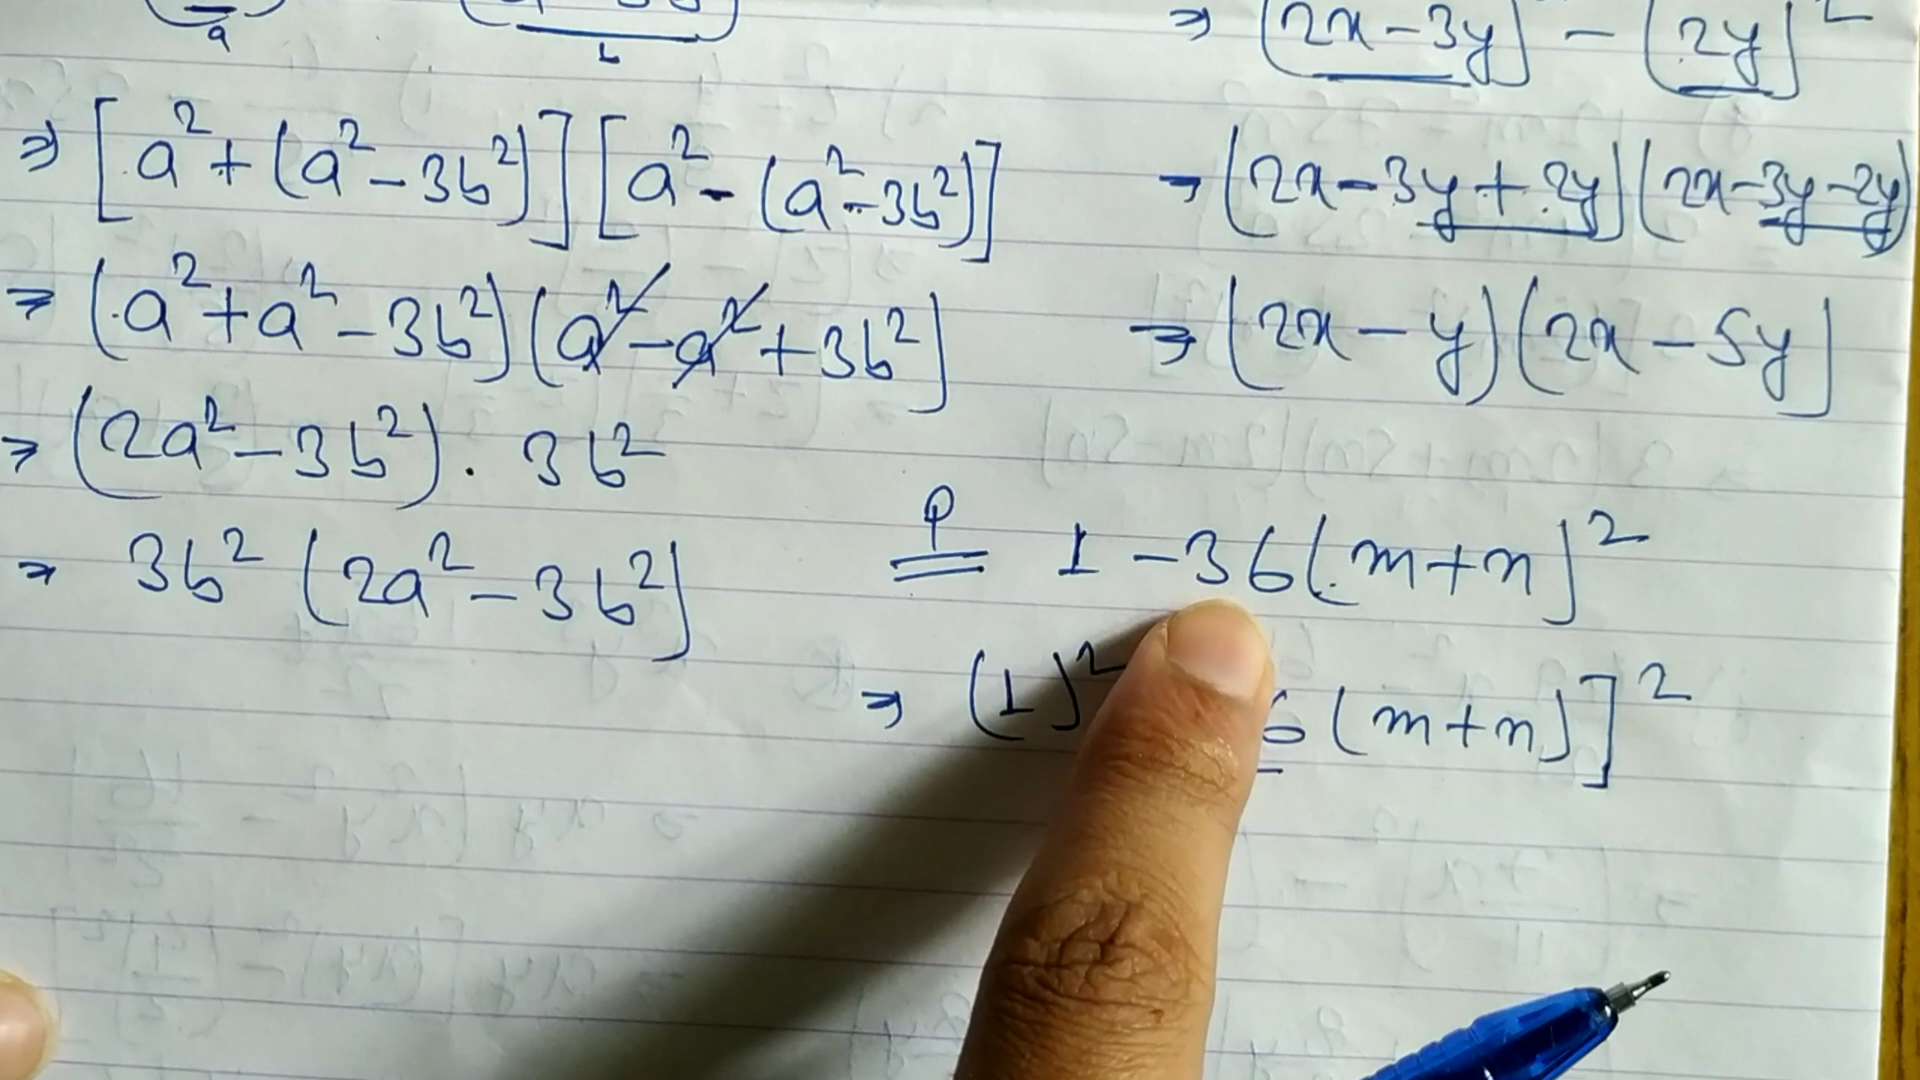 a
b
⇒ [a² + (a² - 3b²)] [a² - (a² - 3b²)]
⇒ (a² + a² - 3b²) (a² - a² + 3b²)
⇒ (2a² - 3b²) . 3b²
⇒ 3b² (2a² - 3b²)
⇒ (2x - 3y) - (2y)²
→ (2x - 3y + 2y) (2x - 3y - 2y)
⇒ (2x - y) (2x - 5y)
Q 1 - 36 (m+n)²
⇒ (1)² 6 (m+n)]²